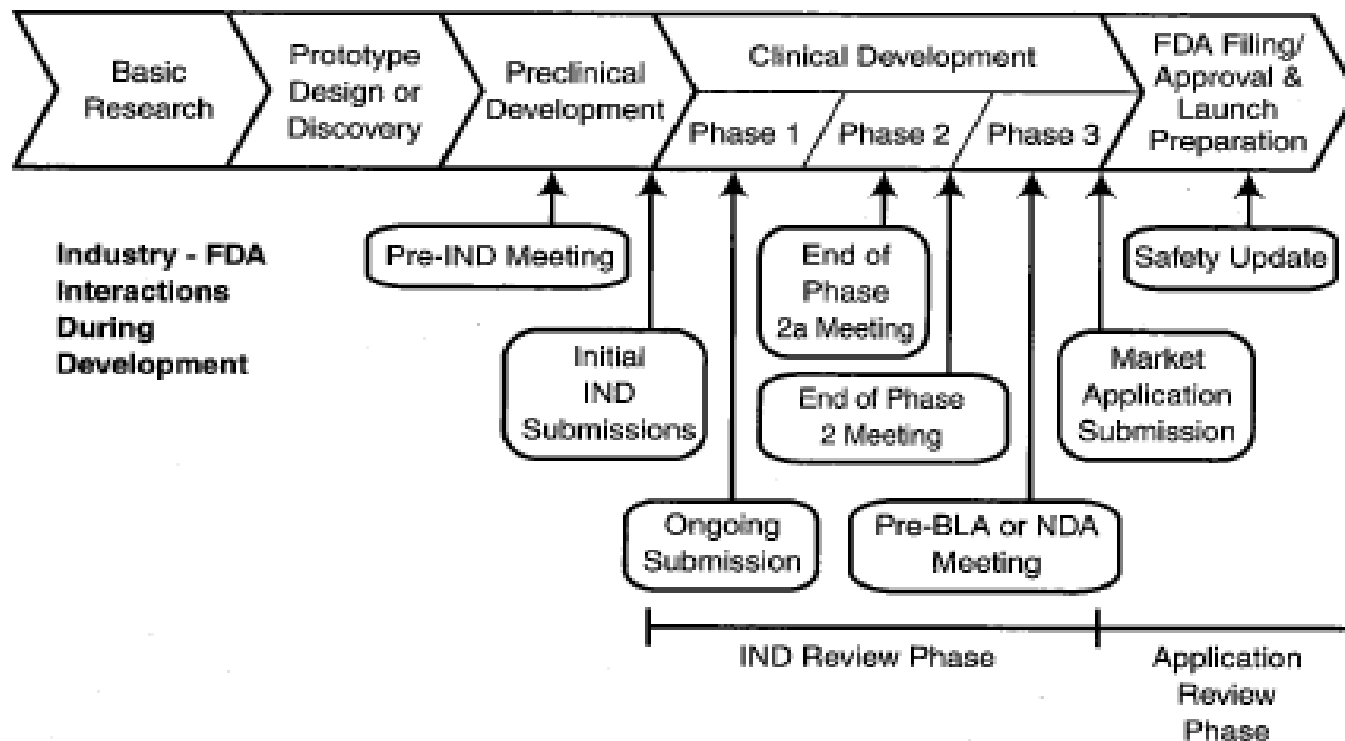 Basic
Research
Prototype
Design or
Discovery
Preclinical
Development
Clinical Development
Phase 1
Phase 2
Phase 3
FDA Filing/
Approval &
Launch
Preparation
Industry - FDA
Interactions
During
Development
Pre-IND Meeting
Initial
IND
Submissions
Ongoing
Submission
End of
Phase
2a Meeting
End of Phase
2 Meeting
Pre-BLA or NDA
Meeting
Market
Application
Submission
Safety Update
IND Review Phase
Application
Review
Phase